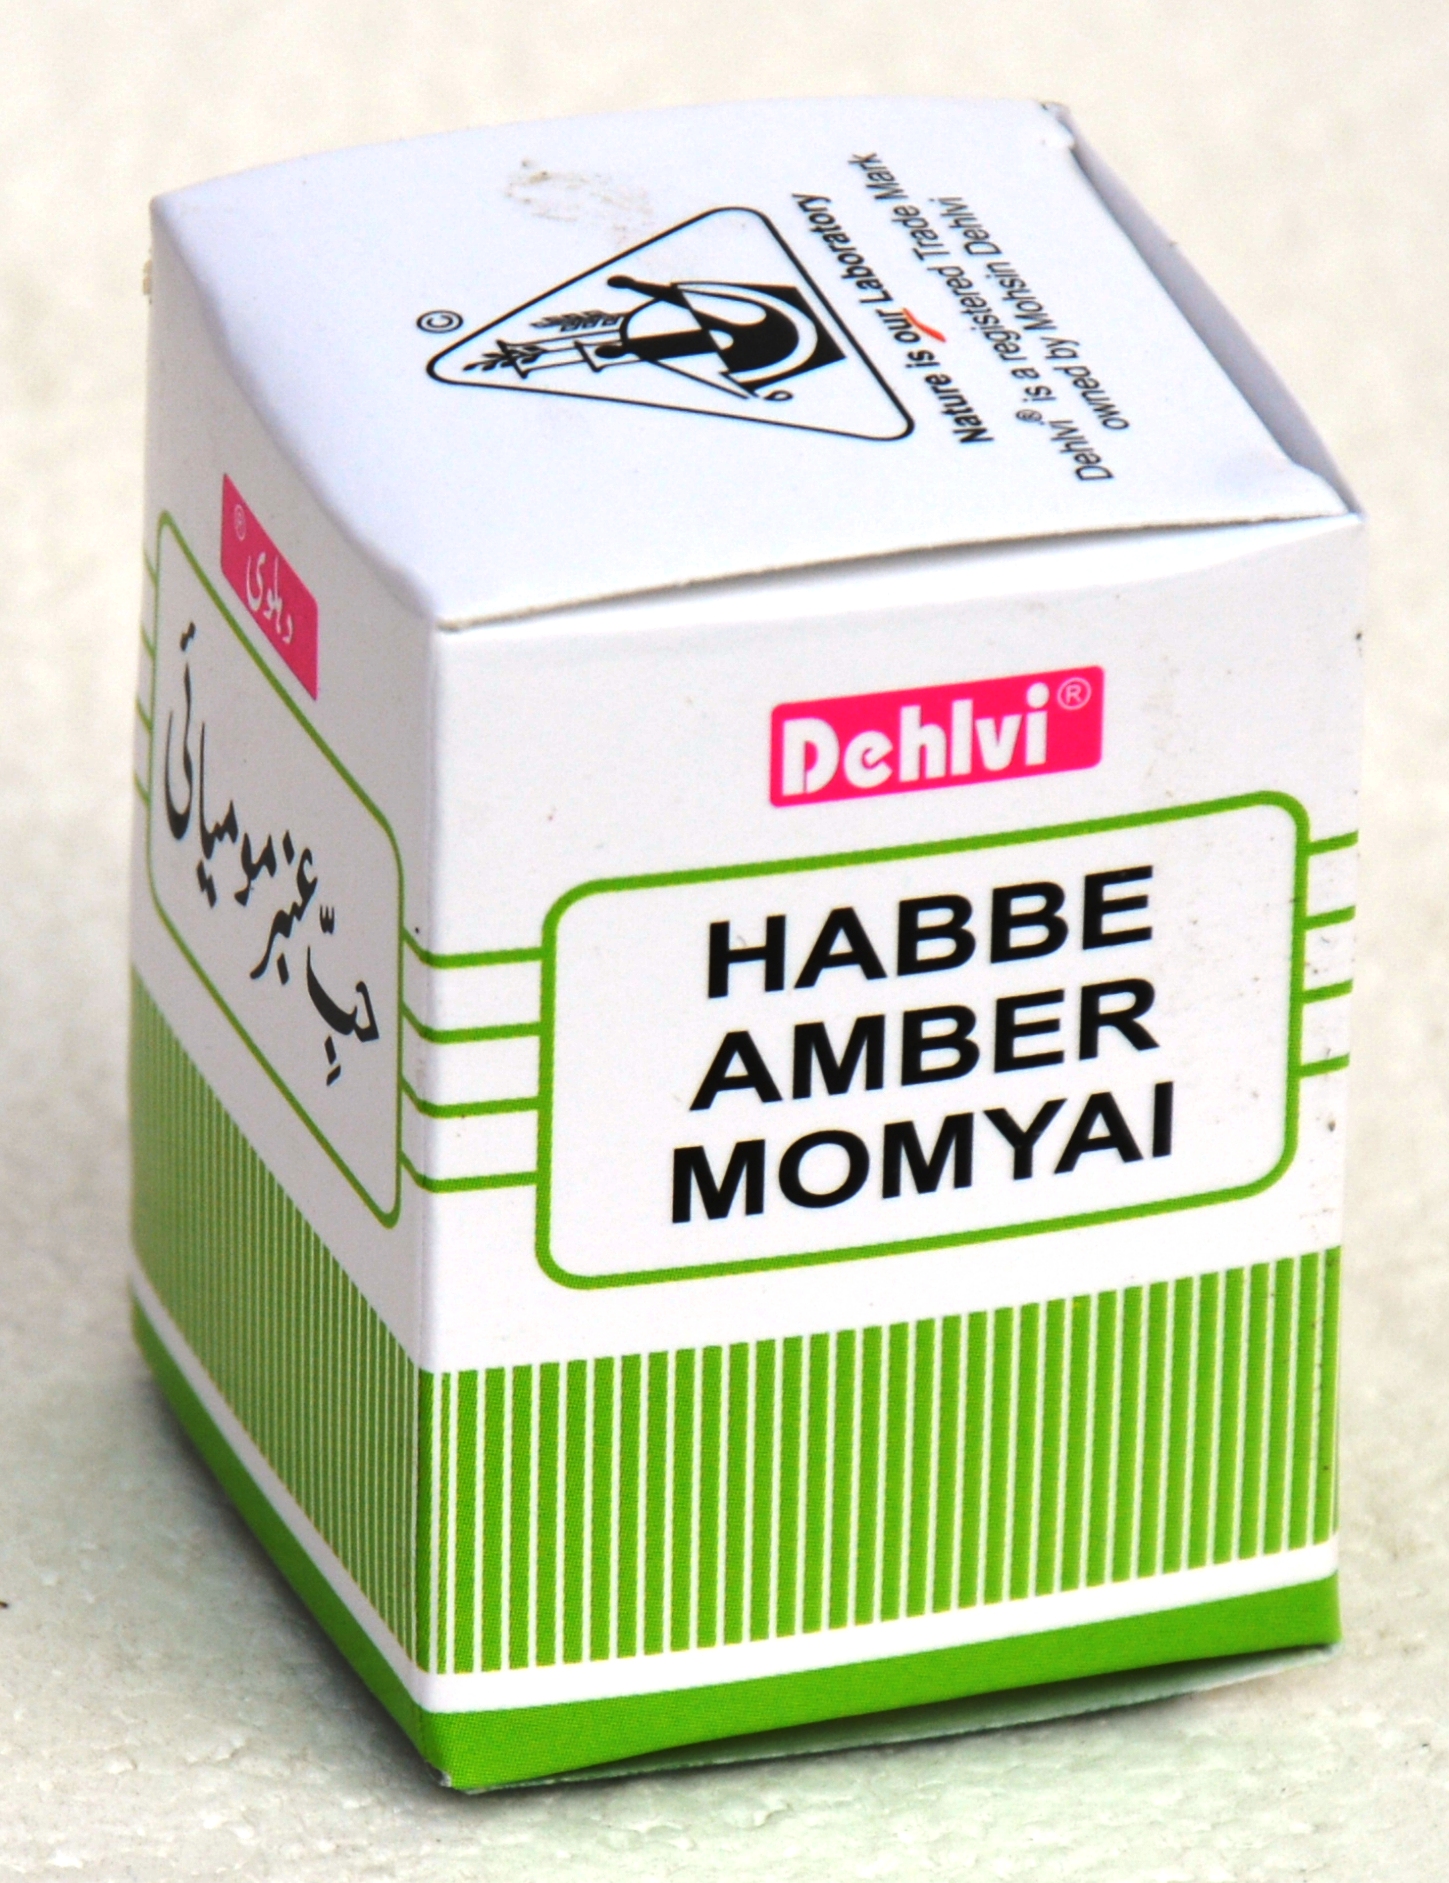 ©
Nature is our Laboratory
Dehlvi® is a registered Trade Mark
owned by Mohsin Dehlvi
دہلوی ®
حبِّ عنبر مومیائی
Dehlvi®
HABBE
AMBER
MOMYAI